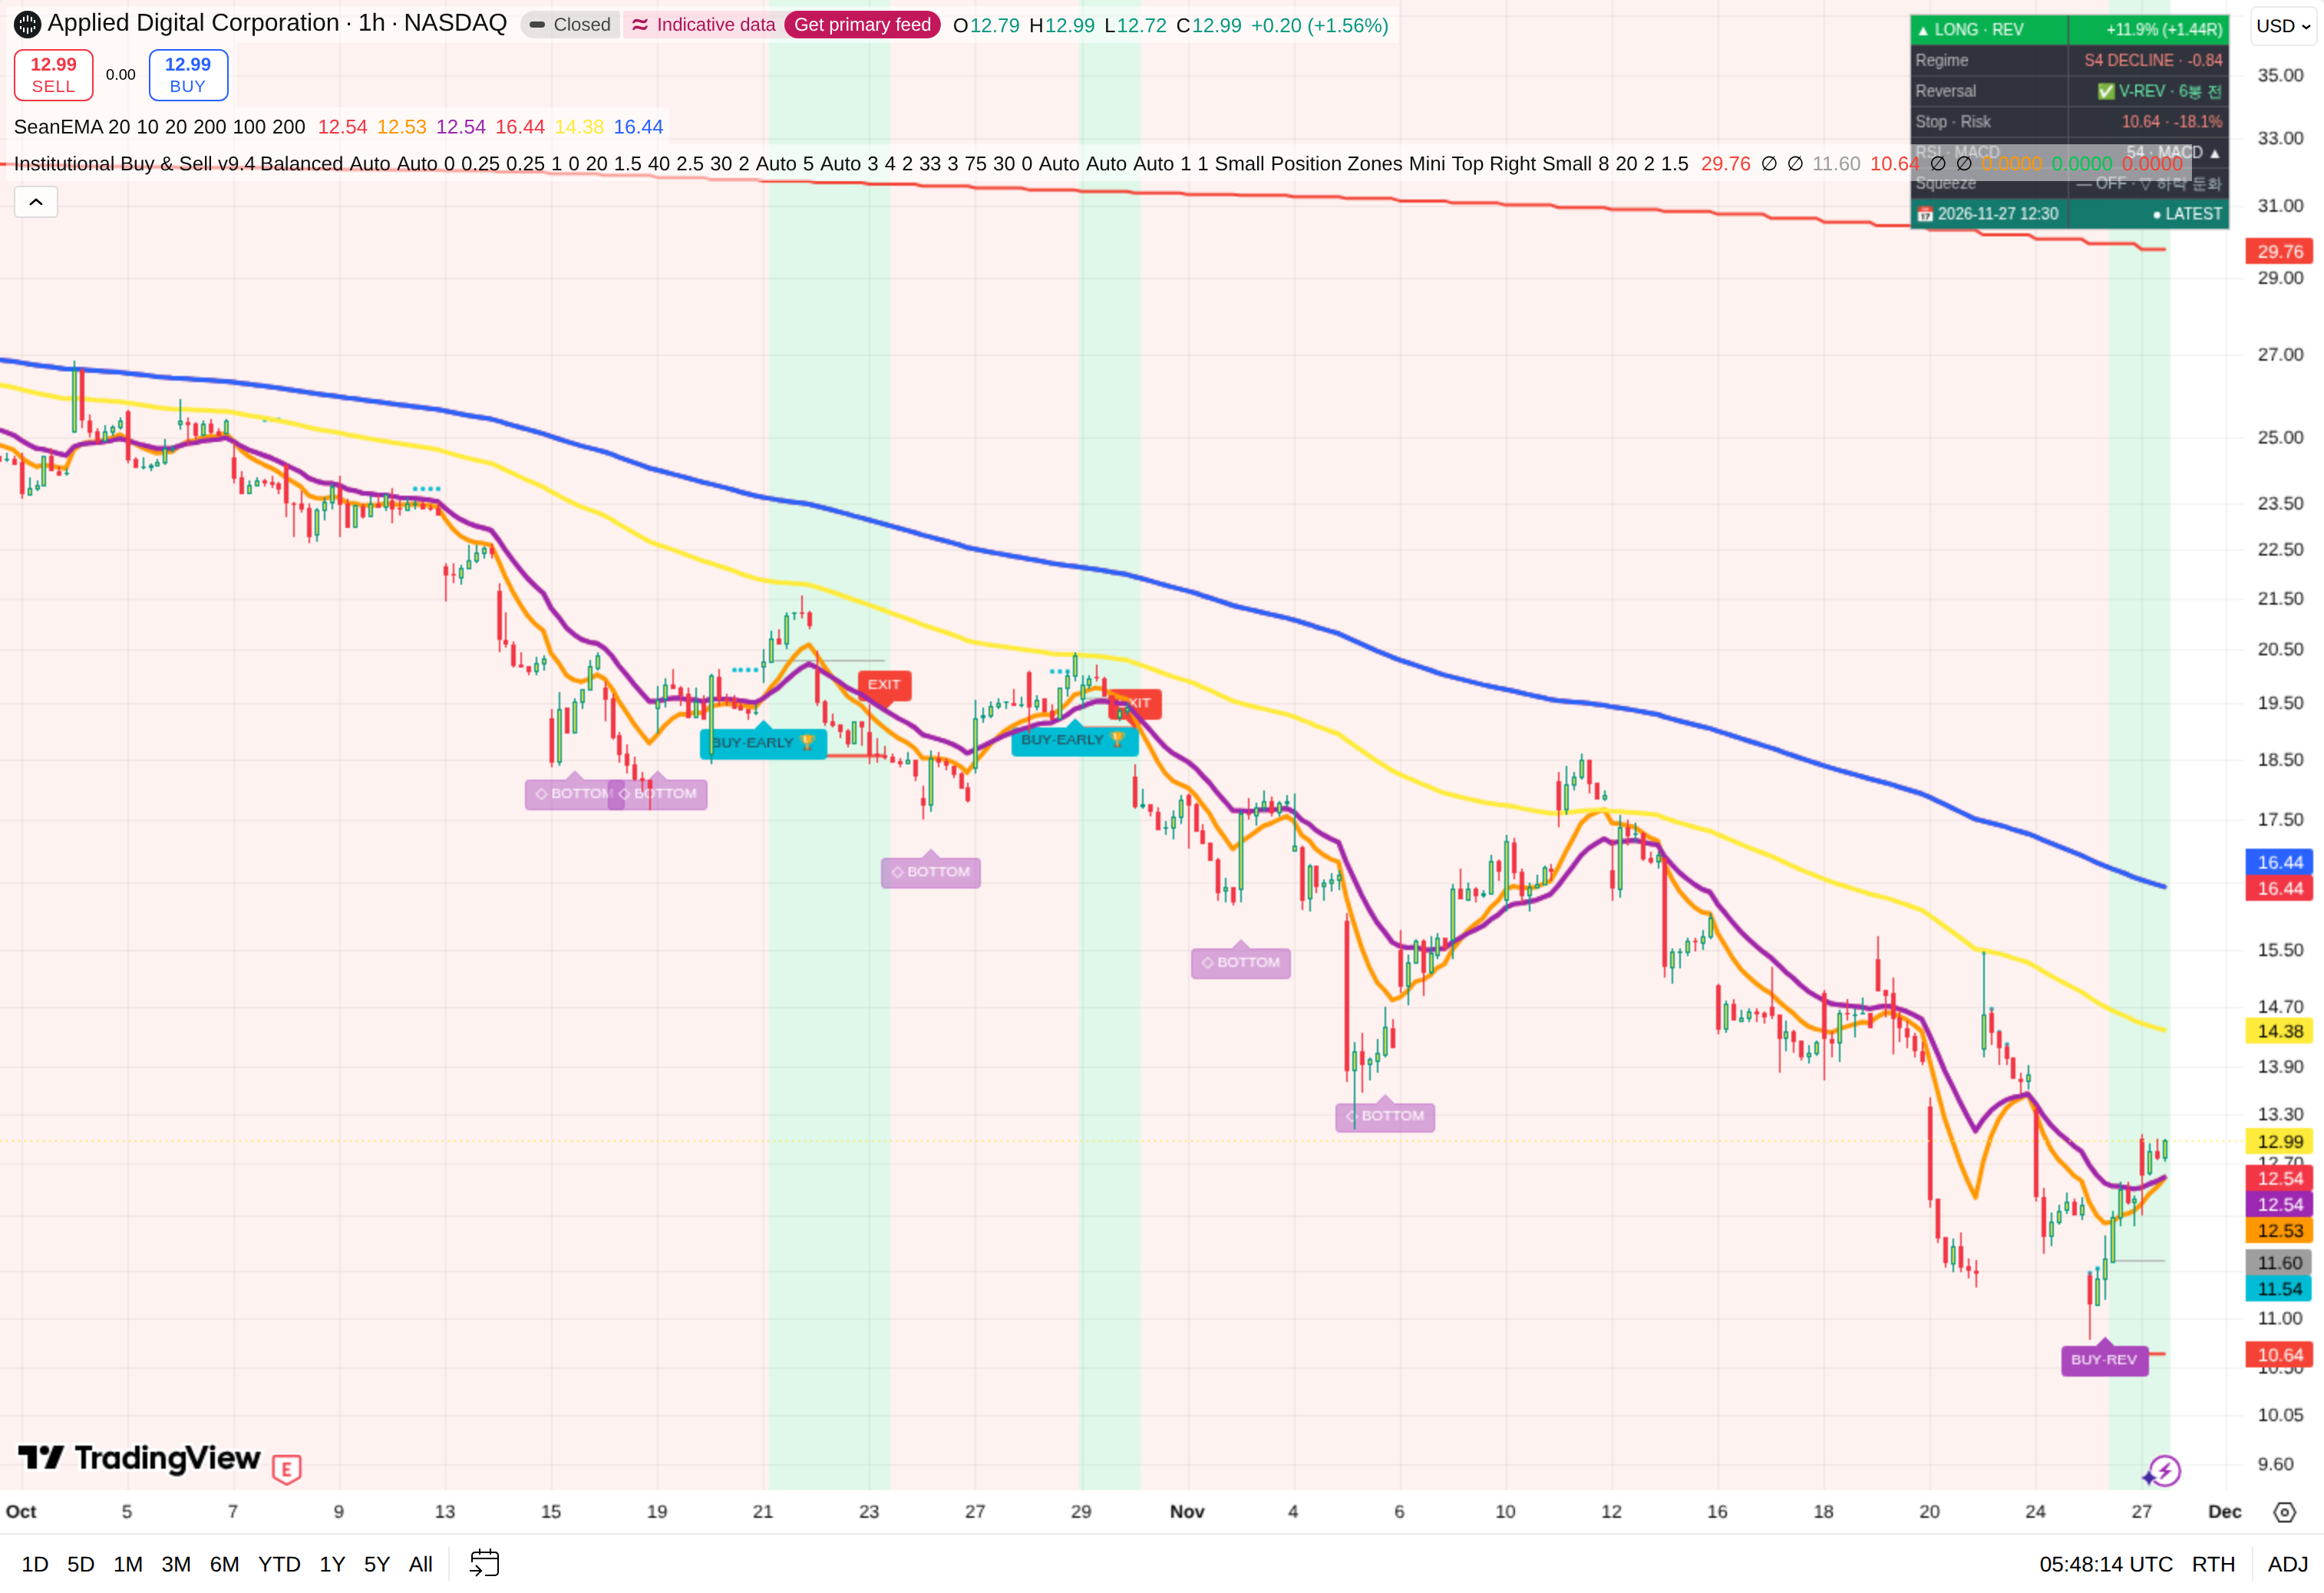 Applied Digital Corporation · 1h · NASDAQ Closed Indicative data Get primary feed O12.79 H12.99 L12.72 C12.99 +0.20 (+1.56%)
12.99 SELL 0.00 12.99 BUY
SeanEMA 20 10 20 200 100 200 12.54 12.53 12.54 16.44 14.38 16.44
Institutional Buy & Sell v9.4 Balanced Auto Auto 0 0.25 0.25 1 0 20 1.5 40 2.5 30 2 Auto 5 Auto 3 4 2 33 3 75 30 0 Auto Auto Auto 1 1 Small Position Zones Mini Top Right Small 8 20 2 1.5 29.76 ∅ ∅ 11.60 10.64 ∅ ∅ 0.0000 0.0000 0.0000
▲ LONG · REV +11.9% (+1.44R)
Regime S4 DECLINE · -0.84
Reversal ✅ V-REV · 6봉 전
Stop · Risk 10.64 · -18.1%
RSI · MACD 54 · MACD ▲
Squeeze — OFF · ▽ 하락 둔화
📅 2026-11-27 12:30 ● LATEST
USD
35.00
33.00
31.00
29.76
29.00
27.00
25.00
23.50
22.50
21.50
20.50
19.50
18.50
17.50
16.44
16.44
15.50
14.70
14.38
13.90
13.30
12.99
12.70
12.54
12.54
12.53
11.60
11.54
11.00
10.64
10.50
10.05
9.60
EXIT
EXIT
BUY-EARLY 🏆
BUY-EARLY 🏆
◇ BOTTOM
◇ BOTTOM
◇ BOTTOM
◇ BOTTOM
◇ BOTTOM
BUY-REV
TradingView
E
Oct 5 7 9 13 15 19 21 23 27 29 Nov 4 6 10 12 16 18 20 24 27 Dec
1D 5D 1M 3M 6M YTD 1Y 5Y All 05:48:14 UTC RTH ADJ